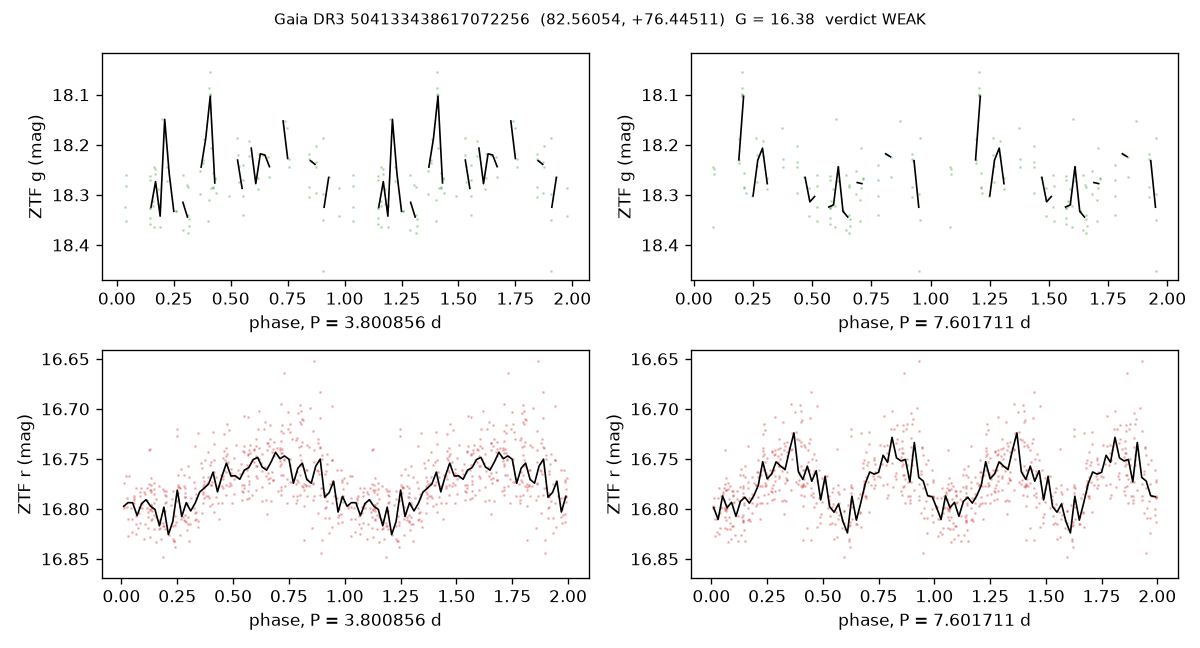 Gaia DR3 504133438617072256  (82.56054, +76.44511)  G = 16.38  verdict WEAK
ZTF g (mag)
18.1
18.2
18.3
18.4
0.00 0.25 0.50 0.75 1.00 1.25 1.50 1.75 2.00
phase, P = 3.800856 d
ZTF g (mag)
18.1
18.2
18.3
18.4
0.00 0.25 0.50 0.75 1.00 1.25 1.50 1.75 2.00
phase, P = 7.601711 d
ZTF r (mag)
16.65
16.70
16.75
16.80
16.85
0.00 0.25 0.50 0.75 1.00 1.25 1.50 1.75 2.00
phase, P = 3.800856 d
ZTF r (mag)
16.65
16.70
16.75
16.80
16.85
0.00 0.25 0.50 0.75 1.00 1.25 1.50 1.75 2.00
phase, P = 7.601711 d